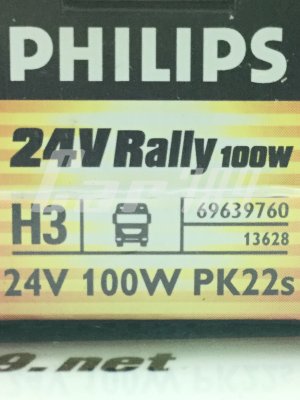 PHILIPS
24V Rally 100W
H3
69639760
13628
24V 100W PK22s
9.net